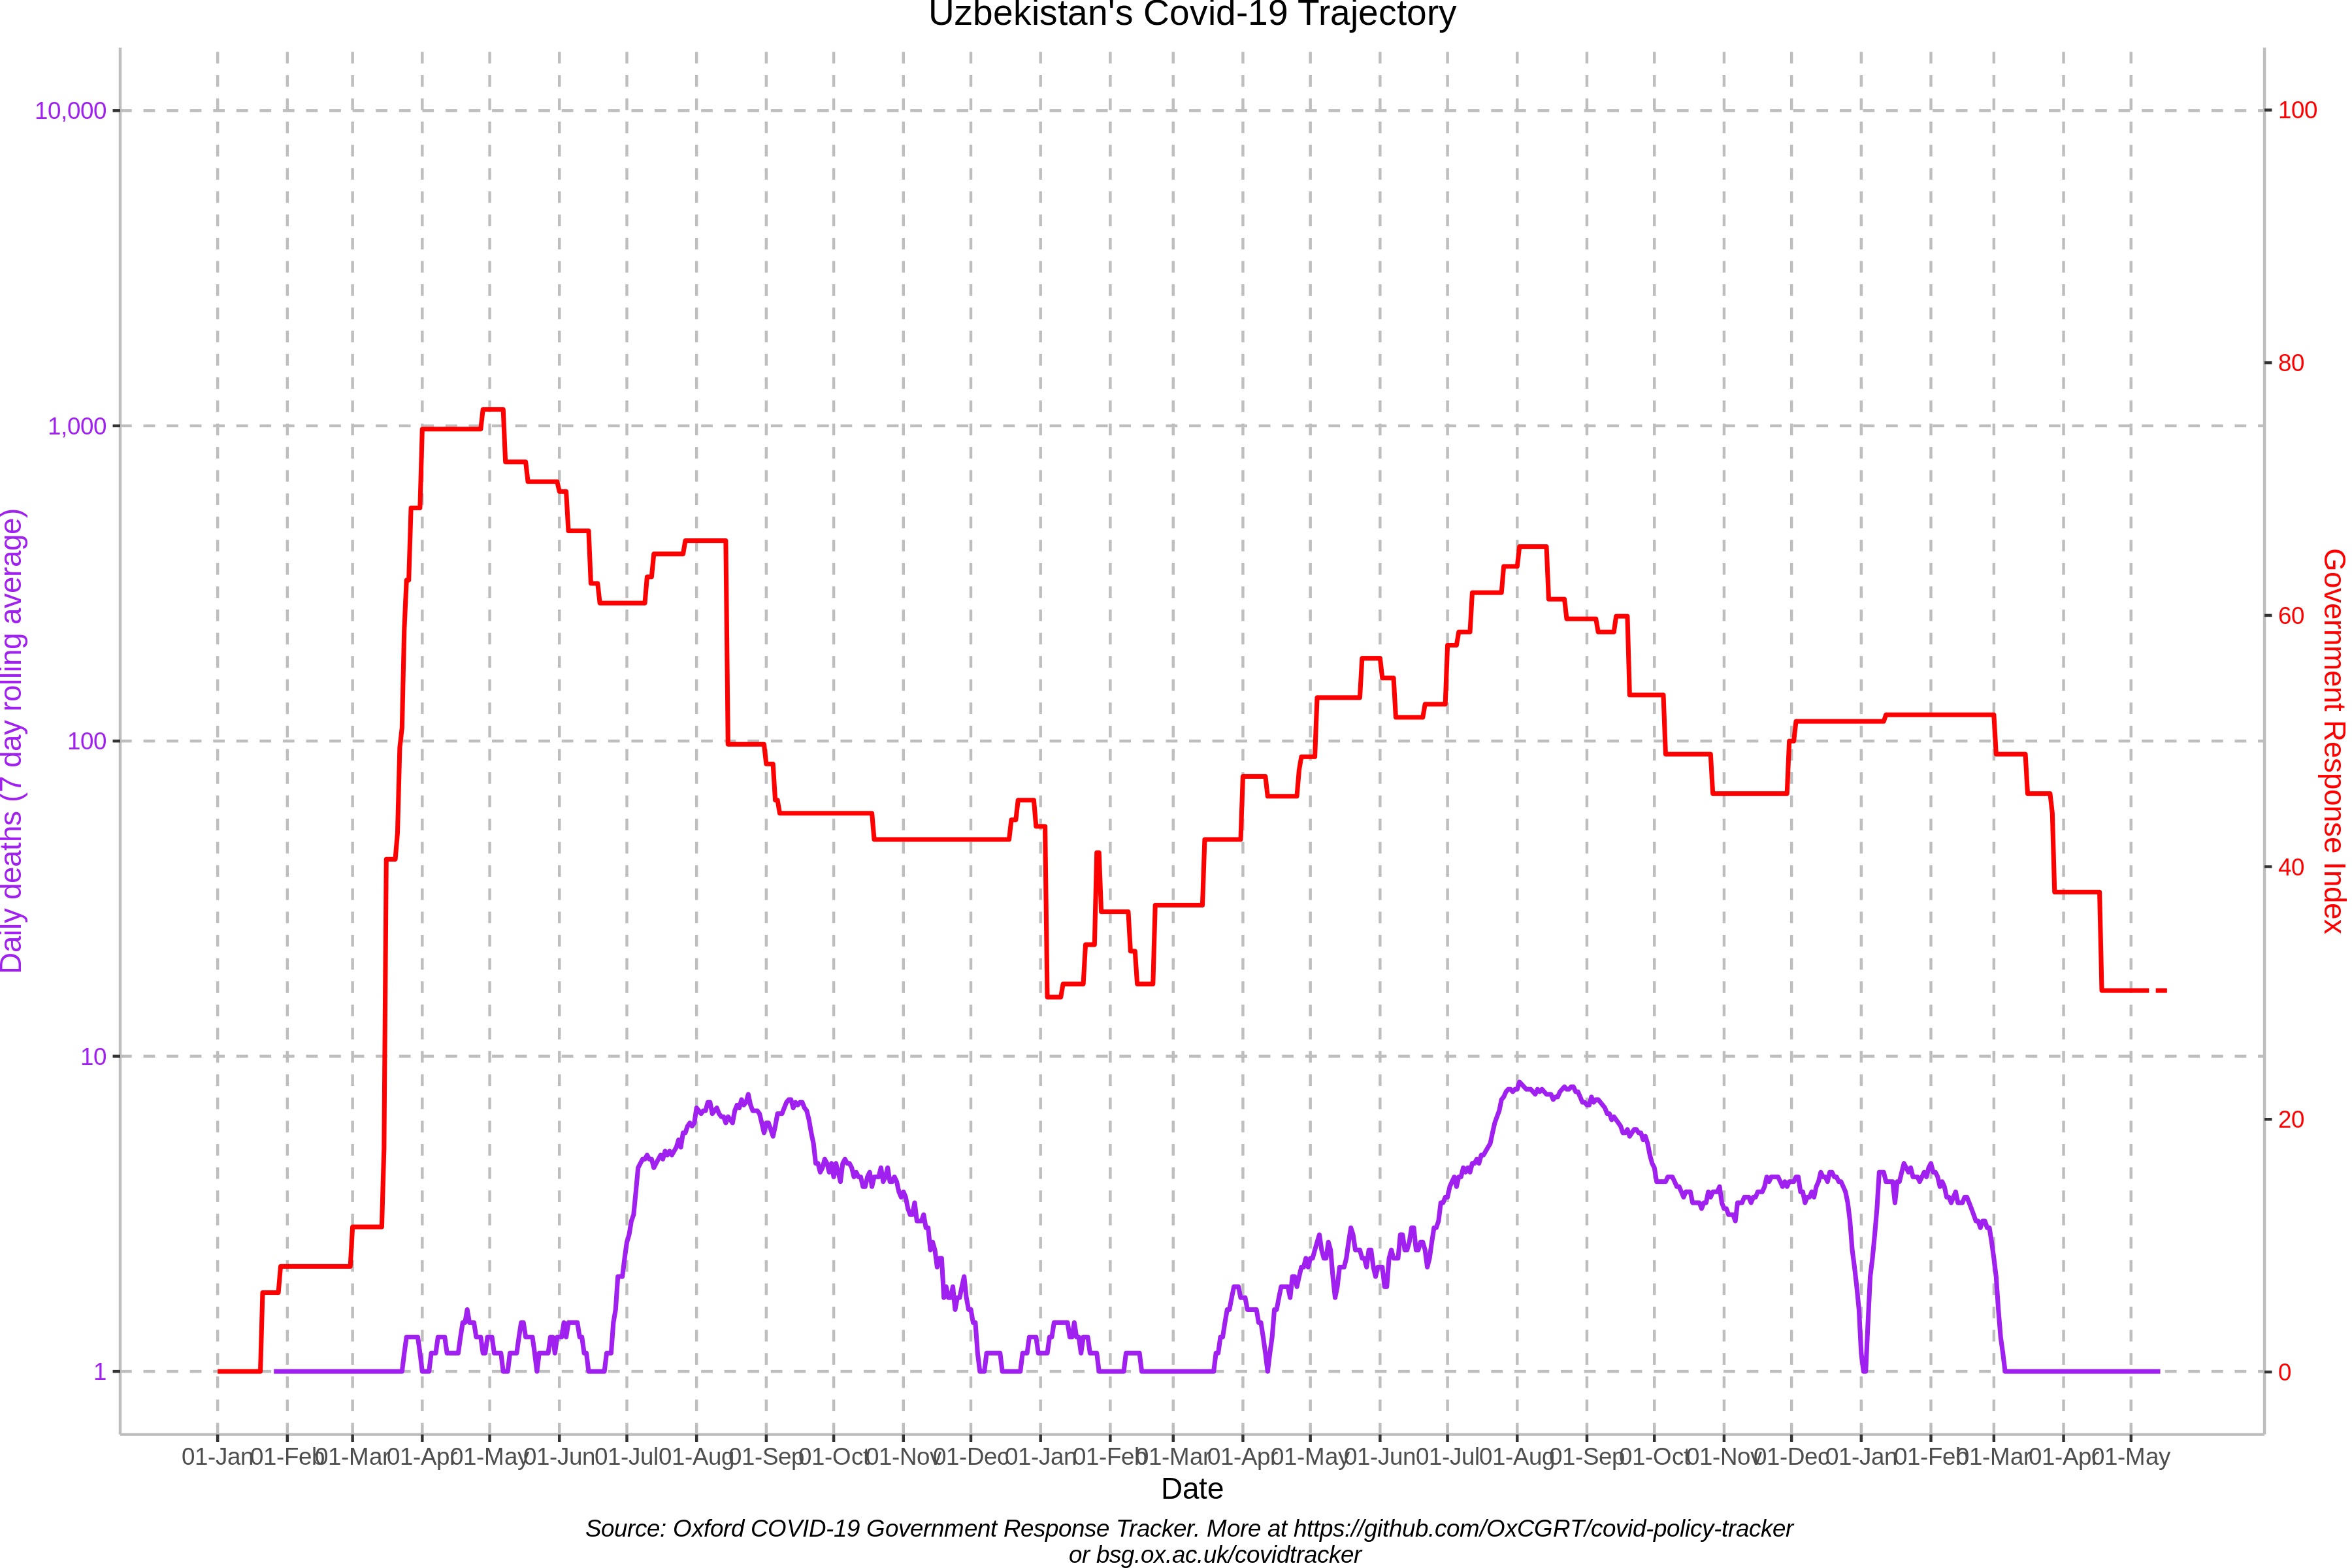 Uzbekistan's Covid-19 Trajectory
10,000
1,000
100
10
1
Daily deaths (7 day rolling average)
100
80
60
40
20
0
Government Response Index
01-Jan 01-Feb 01-Mar 01-Apr 01-May 01-Jun 01-Jul 01-Aug 01-Sep 01-Oct 01-Nov 01-Dec 01-Jan 01-Feb 01-Mar 01-Apr 01-May 01-Jun 01-Jul 01-Aug 01-Sep 01-Oct 01-Nov 01-Dec 01-Jan 01-Feb 01-Mar 01-Apr 01-May
Date
Source: Oxford COVID-19 Government Response Tracker. More at https://github.com/OxCGRT/covid-policy-tracker
or bsg.ox.ac.uk/covidtracker